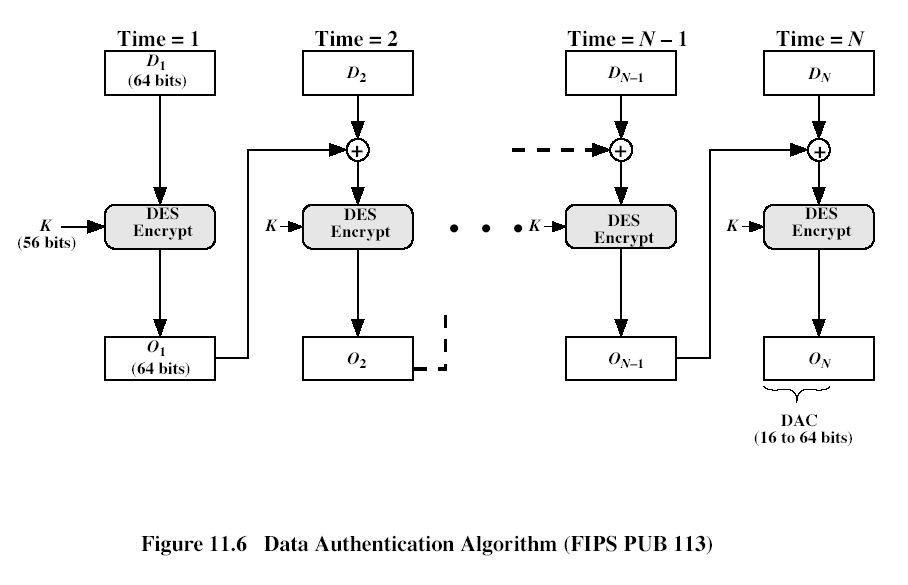 Time = 1
Time = 2
Time = N – 1
Time = N
D1
(64 bits)
D2
DN–1
DN
+
+
+
K
(56 bits)
DES
Encrypt
K
DES
Encrypt
K
DES
Encrypt
K
DES
Encrypt
O1
(64 bits)
O2
ON–1
ON
DAC
(16 to 64 bits)
Figure 11.6 Data Authentication Algorithm (FIPS PUB 113)